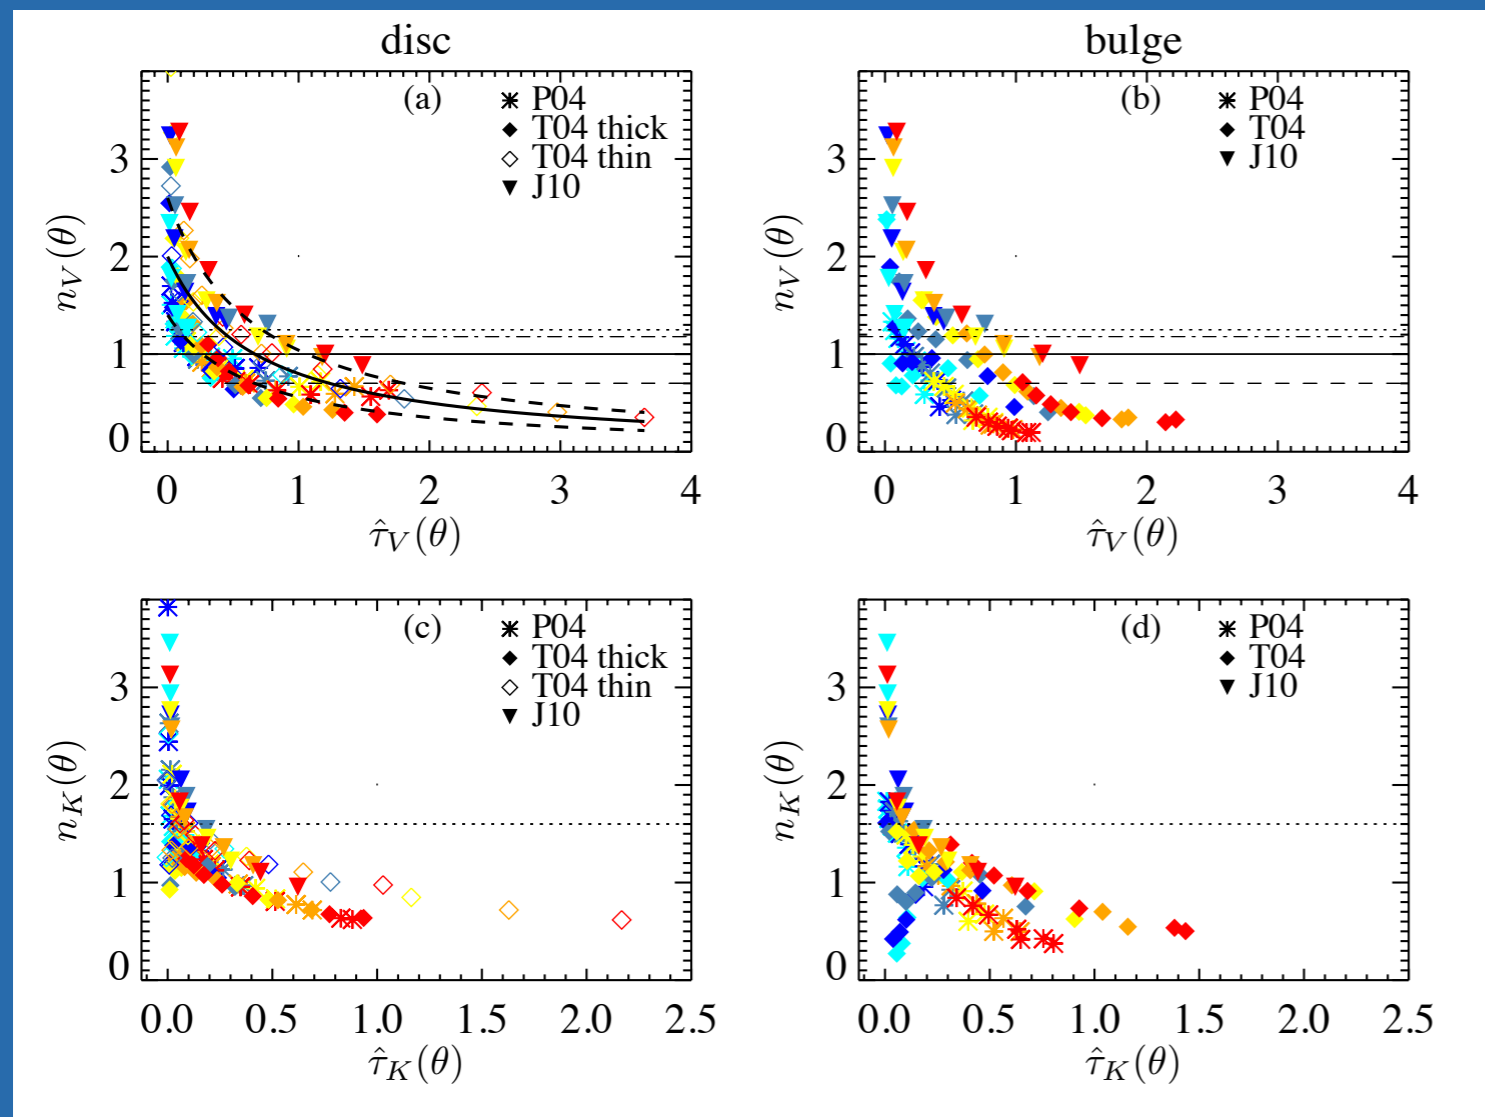 disc
bulge
(a)
P04
T04 thick
T04 thin
J10
3
2
1
0
n_V(θ)
0 1 2 3 4
τ̂_V(θ)
(b)
P04
T04
J10
3
2
1
0
n_V(θ)
0 1 2 3 4
τ̂_V(θ)
(c)
P04
T04 thick
T04 thin
J10
3
2
1
0
n_K(θ)
0.0 0.5 1.0 1.5 2.0 2.5
τ̂_K(θ)
(d)
P04
T04
J10
3
2
1
0
n_K(θ)
0.0 0.5 1.0 1.5 2.0 2.5
τ̂_K(θ)